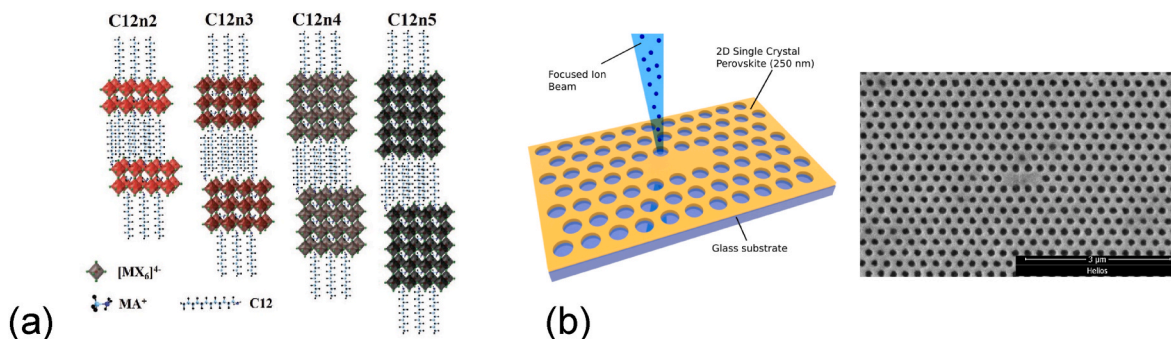 C12n2 C12n3 C12n4 C12n5
[MX₆]⁴⁻
MA⁺ C12
(a)
Focused Ion
Beam
2D Single Crystal
Perovskite (250 nm)
Glass substrate
3 µm
Helios
(b)